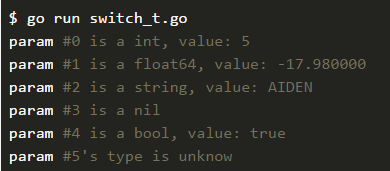 $ go run switch_t.go
param #0 is a int, value: 5
param #1 is a float64, value: -17.980000
param #2 is a string, value: AIDEN
param #3 is a nil
param #4 is a bool, value: true
param #5's type is unknow